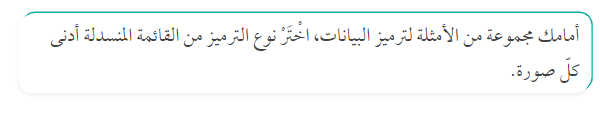 أمامك مجموعة من الأمثلة لترميز البيانات، اخْتَرْ نوع الترميز من القائمة المنسدلة أدنى
كلّ صورة.